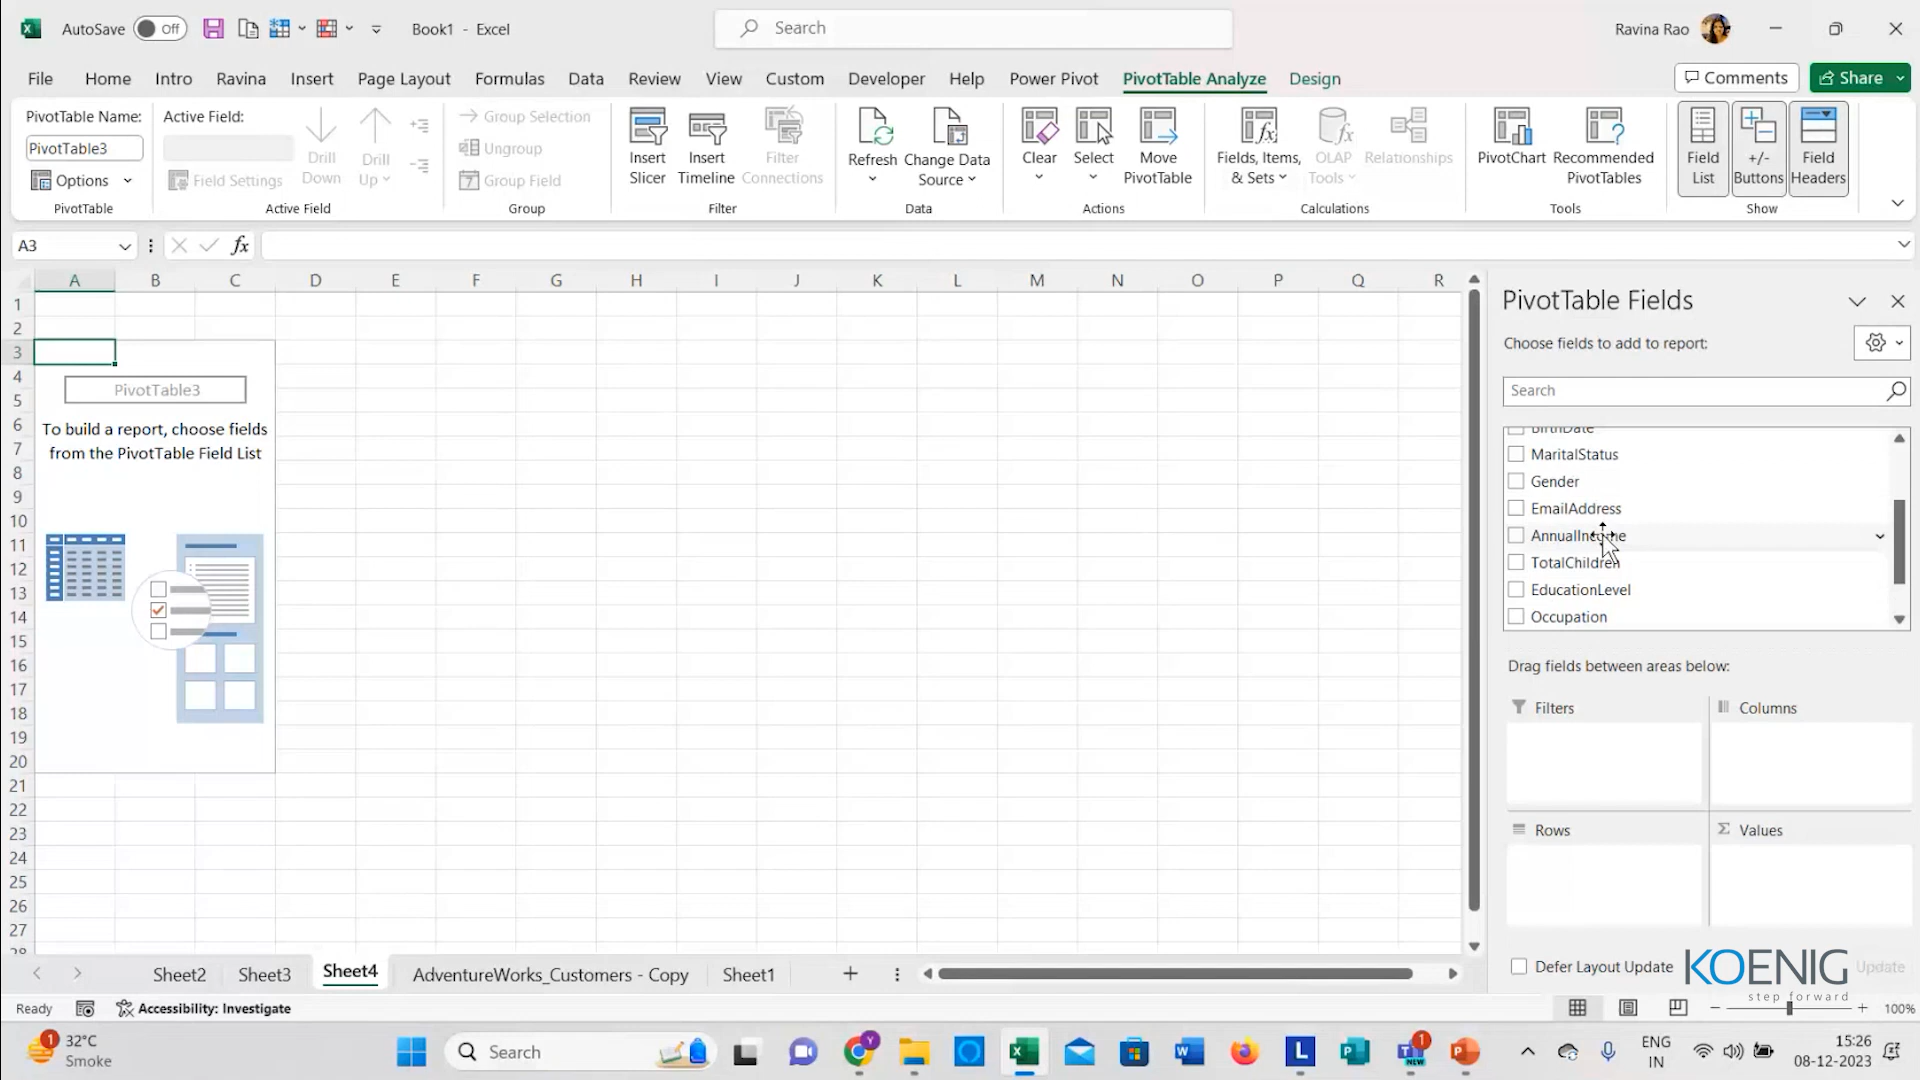 AutoSave Off Book1 - Excel Search Ravina Rao
File Home Intro Ravina Insert Page Layout Formulas Data Review View Custom Developer Help Power Pivot PivotTable Analyze Design Comments Share
PivotTable Name:
PivotTable3
Options
PivotTable
Active Field:
Field Settings
Drill
Down
Drill
Up
Active Field
Group Selection
Ungroup
7 Group Field
Group
Insert
Slicer
Insert
Timeline
Filter
Connections
Filter
Refresh
Change Data
Source
Data
Clear
Select
Move
PivotTable
Actions
Fields, Items,
& Sets
OLAP
Tools
Relationships
Calculations
PivotChart
Recommended
PivotTables
Tools
Field
List
+/-
Buttons
Field
Headers
Show
A3 fx
A B C D E F G H I J K L M N O P Q R
1
2
3
4
5
6
7
8
9
10
11
12
13
14
15
16
17
18
19
20
21
22
23
24
25
26
27
28
PivotTable3
To build a report, choose fields
from the PivotTable Field List
PivotTable Fields
Choose fields to add to report:
Search
BirthDate
MaritalStatus
Gender
EmailAddress
AnnualIncome
TotalChildren
EducationLevel
Occupation
Drag fields between areas below:
Filters
Columns
Rows
Σ Values
Defer Layout Update
Update
KOENIG
step forward
Sheet2 Sheet3 Sheet4 AdventureWorks_Customers - Copy Sheet1
Ready Accessibility: Investigate 100%
1 32°C
Smoke
Search
Y
NEW
1
ENG
IN
15:26
08-12-2023